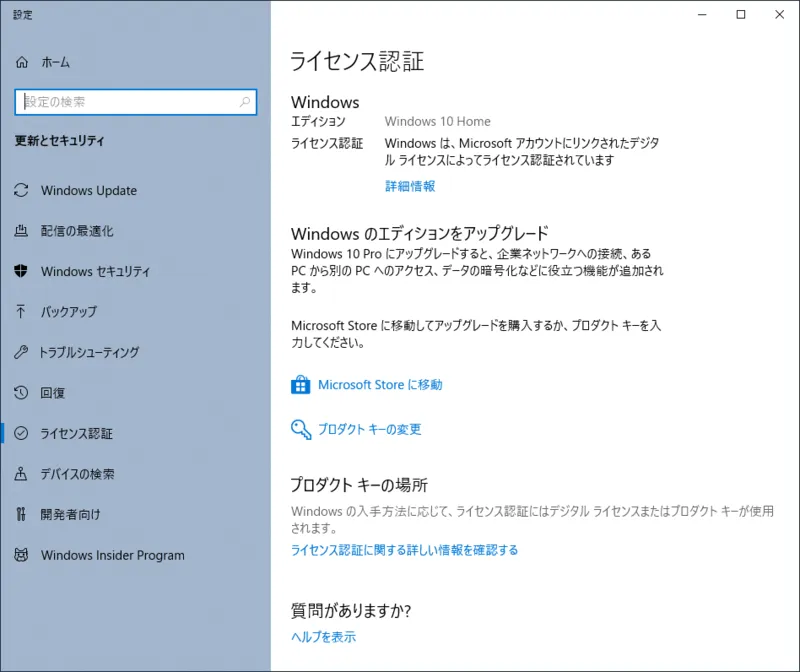 設定
ホーム
設定の検索
更新とセキュリティ
Windows Update
配信の最適化
Windows セキュリティ
バックアップ
トラブルシューティング
回復
ライセンス認証
デバイスの検索
開発者向け
Windows Insider Program
ライセンス認証
Windows
エディション Windows 10 Home
ライセンス認証 Windows は、Microsoft アカウントにリンクされたデジタ
ル ライセンスによってライセンス認証されています
詳細情報
Windows のエディションをアップグレード
Windows 10 Pro にアップグレードすると、企業ネットワークへの接続、ある
PC から別の PC へのアクセス、データの暗号化などに役立つ機能が追加され
ます。
Microsoft Store に移動してアップグレードを購入するか、プロダクト キーを入
力してください。
Microsoft Store に移動
プロダクト キーの変更
プロダクト キーの場所
Windows の入手方法に応じて、ライセンス認証にはデジタル ライセンスまたはプロダクト キーが使用
されます。
ライセンス認証に関する詳しい情報を確認する
質問がありますか?
ヘルプを表示